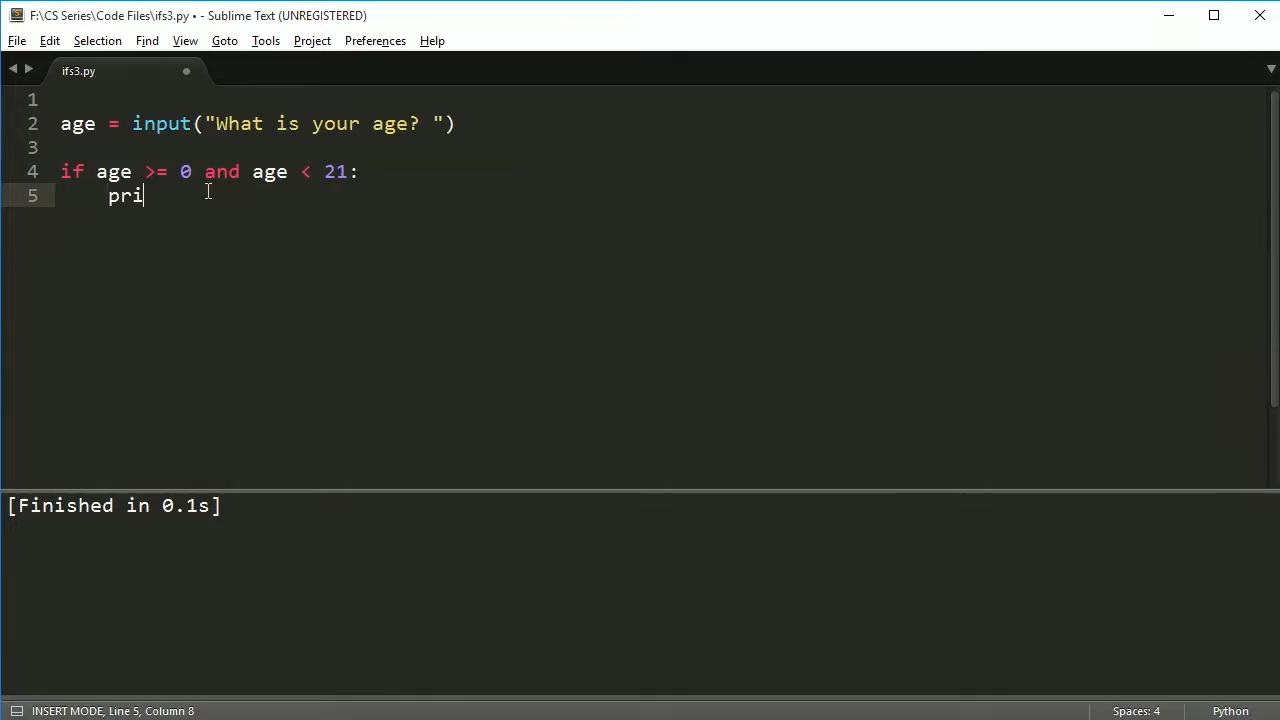 F:\CS Series\Code Files\ifs3.py • - Sublime Text (UNREGISTERED)
File Edit Selection Find View Goto Tools Project Preferences Help
ifs3.py
1
2 age = input("What is your age? ")
3
4 if age >= 0 and age < 21:
5     pri
[Finished in 0.1s]
INSERT MODE, Line 5, Column 8 Spaces: 4 Python